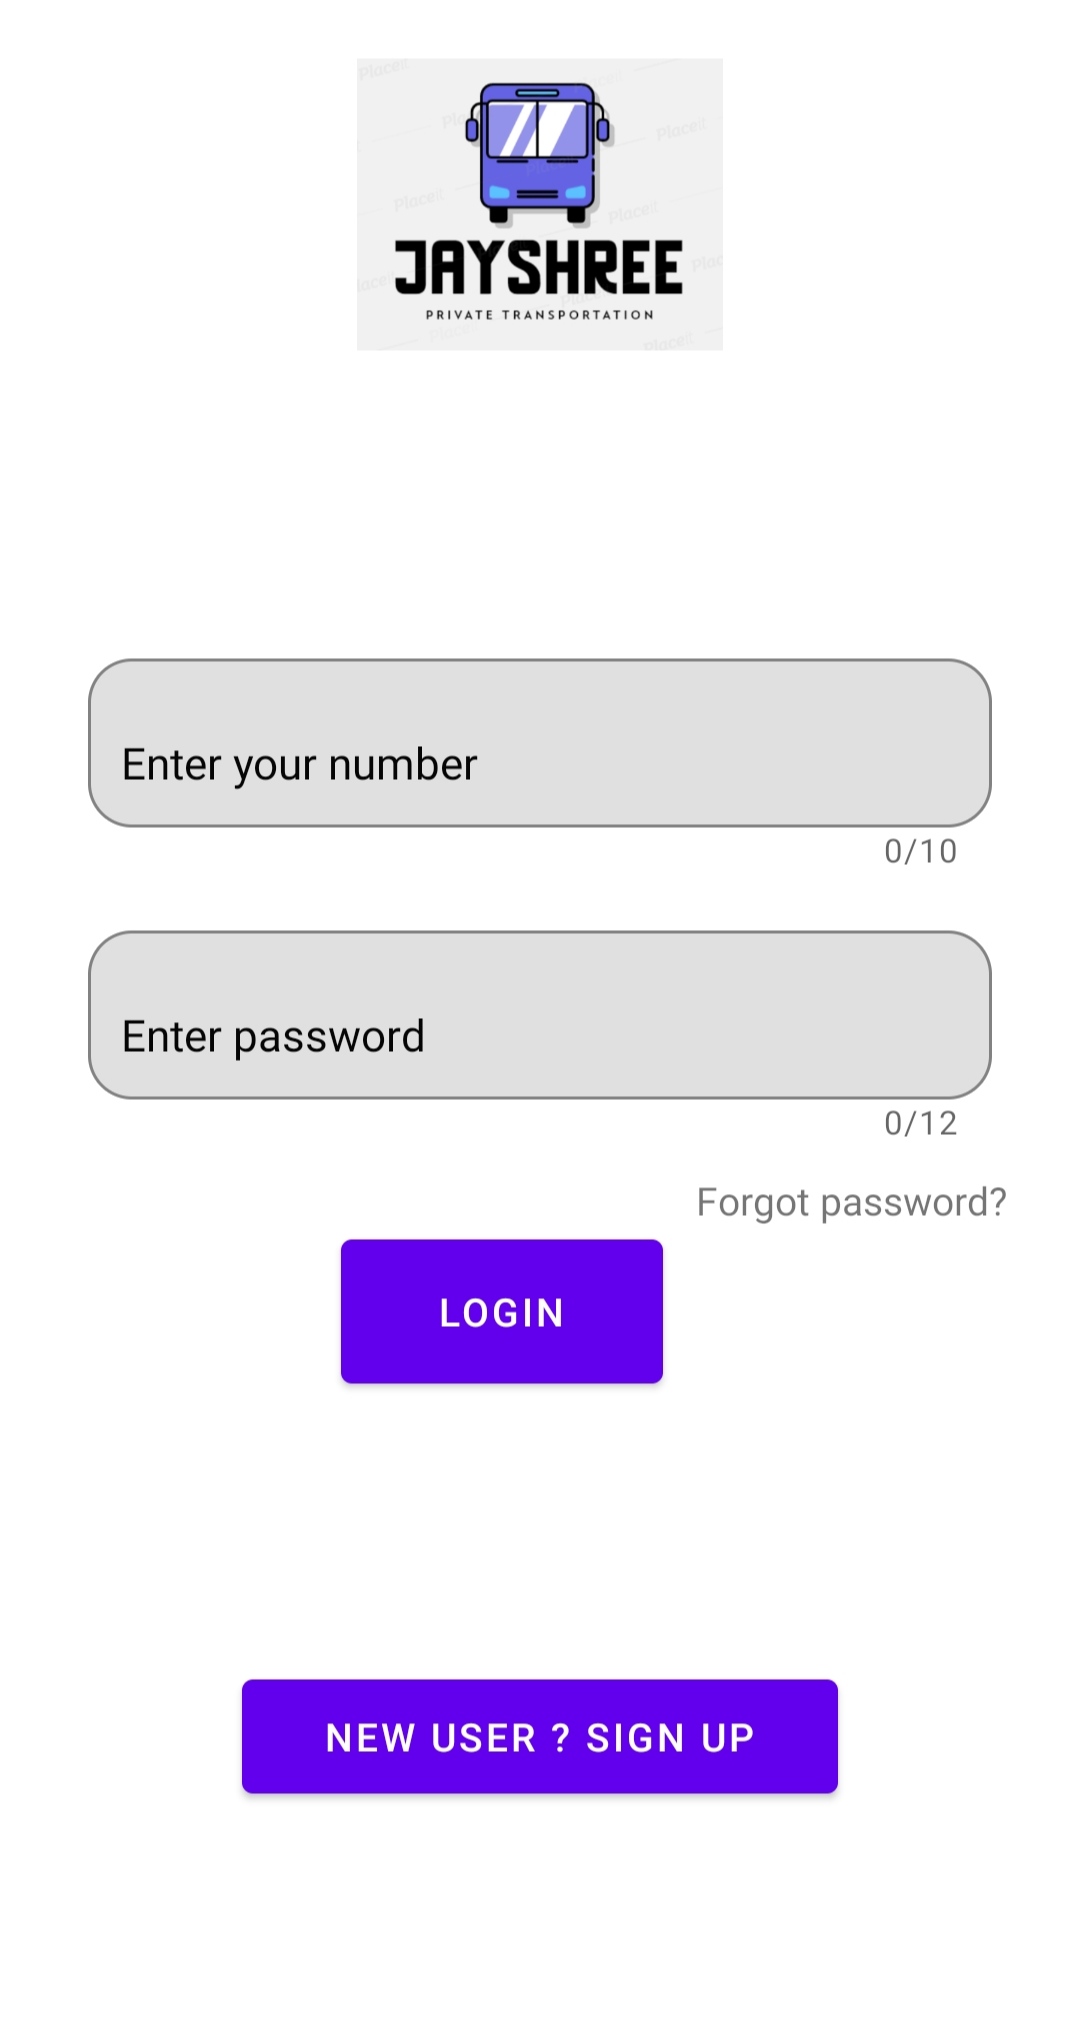 JAYSHREE
PRIVATE TRANSPORTATION
Enter your number
0/10
Enter password
0/12
Forgot password?
LOGIN
NEW USER ? SIGN UP